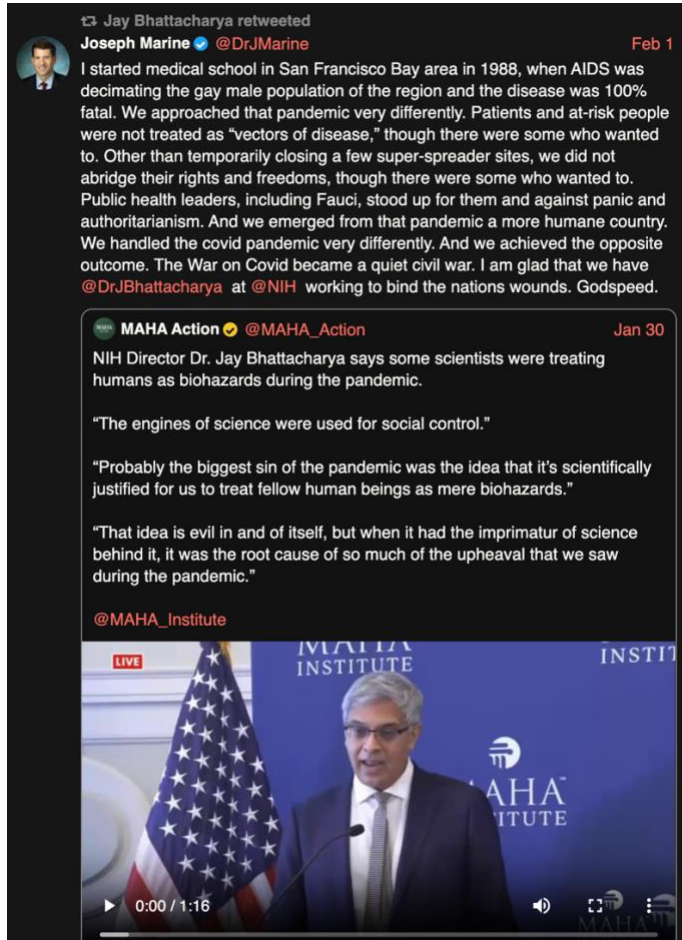 Jay Bhattacharya retweeted
Joseph Marine @DrJMarine Feb 1
I started medical school in San Francisco Bay area in 1988, when AIDS was
decimating the gay male population of the region and the disease was 100%
fatal. We approached that pandemic very differently. Patients and at-risk people
were not treated as “vectors of disease,” though there were some who wanted
to. Other than temporarily closing a few super-spreader sites, we did not
abridge their rights and freedoms, though there were some who wanted to.
Public health leaders, including Fauci, stood up for them and against panic and
authoritarianism. And we emerged from that pandemic a more humane country.
We handled the covid pandemic very differently. And we achieved the opposite
outcome. The War on Covid became a quiet civil war. I am glad that we have
@DrJBhattacharya at @NIH working to bind the nations wounds. Godspeed.
MAHA Action @MAHA_Action Jan 30
NIH Director Dr. Jay Bhattacharya says some scientists were treating
humans as biohazards during the pandemic.
“The engines of science were used for social control.”
“Probably the biggest sin of the pandemic was the idea that it’s scientifically
justified for us to treat fellow human beings as mere biohazards.”
“That idea is evil in and of itself, but when it had the imprimatur of science
behind it, it was the root cause of so much of the upheaval that we saw
during the pandemic.”
@MAHA_Institute
LIVE
MAHA
INSTITUTE
INSTIT
AHA
ITUTE
0:00 / 1:16
MAHA